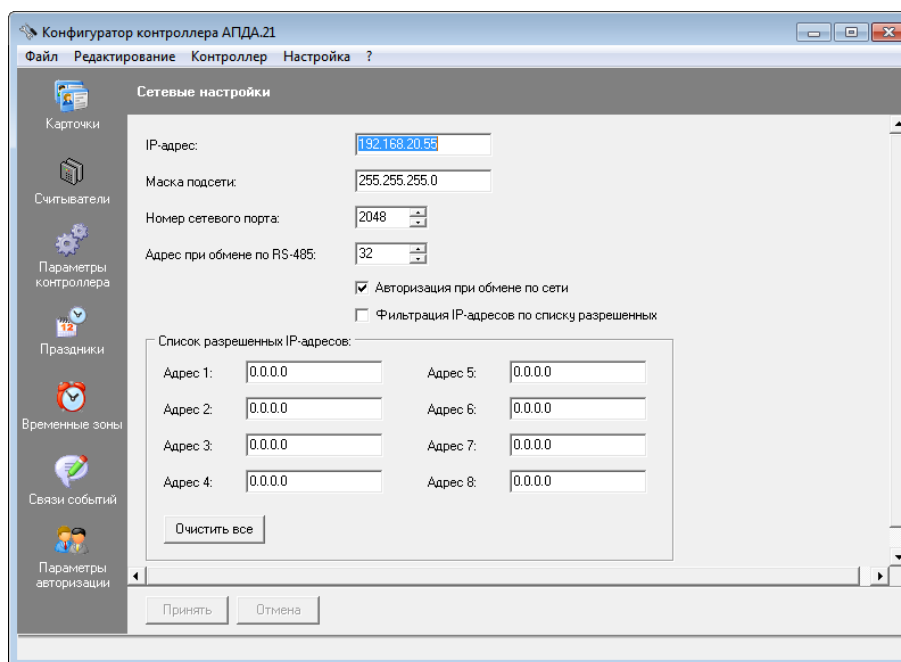 Конфигуратор контроллера АПДА.21
Файл Редактирование Контроллер Настройка ?
Карточки
Считыватели
Параметры
контроллера
12
Праздники
Временные зоны
Связи событий
Параметры
авторизации
Сетевые настройки
IP-адрес: 192.168.20.55
Маска подсети: 255.255.255.0
Номер сетевого порта: 2048
Адрес при обмене по RS-485: 32
Авторизация при обмене по сети
Фильтрация IP-адресов по списку разрешенных
Список разрешенных IP-адресов:
Адрес 1: 0.0.0.0 Адрес 5: 0.0.0.0
Адрес 2: 0.0.0.0 Адрес 6: 0.0.0.0
Адрес 3: 0.0.0.0 Адрес 7: 0.0.0.0
Адрес 4: 0.0.0.0 Адрес 8: 0.0.0.0
Очистить все
Принять Отмена